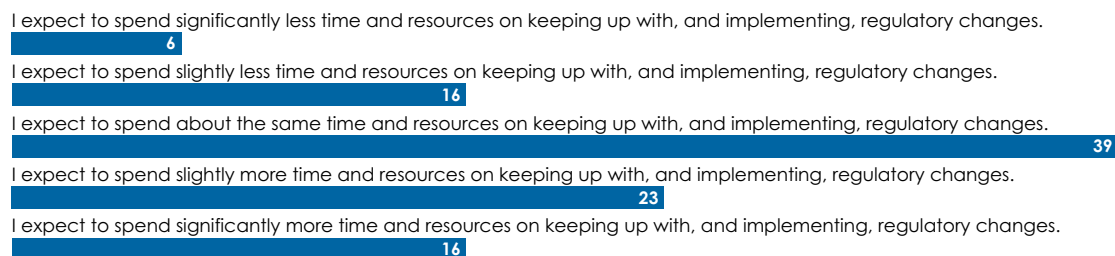 I expect to spend significantly less time and resources on keeping up with, and implementing, regulatory changes.
6
I expect to spend slightly less time and resources on keeping up with, and implementing, regulatory changes.
16
I expect to spend about the same time and resources on keeping up with, and implementing, regulatory changes.
39
I expect to spend slightly more time and resources on keeping up with, and implementing, regulatory changes.
23
I expect to spend significantly more time and resources on keeping up with, and implementing, regulatory changes.
16